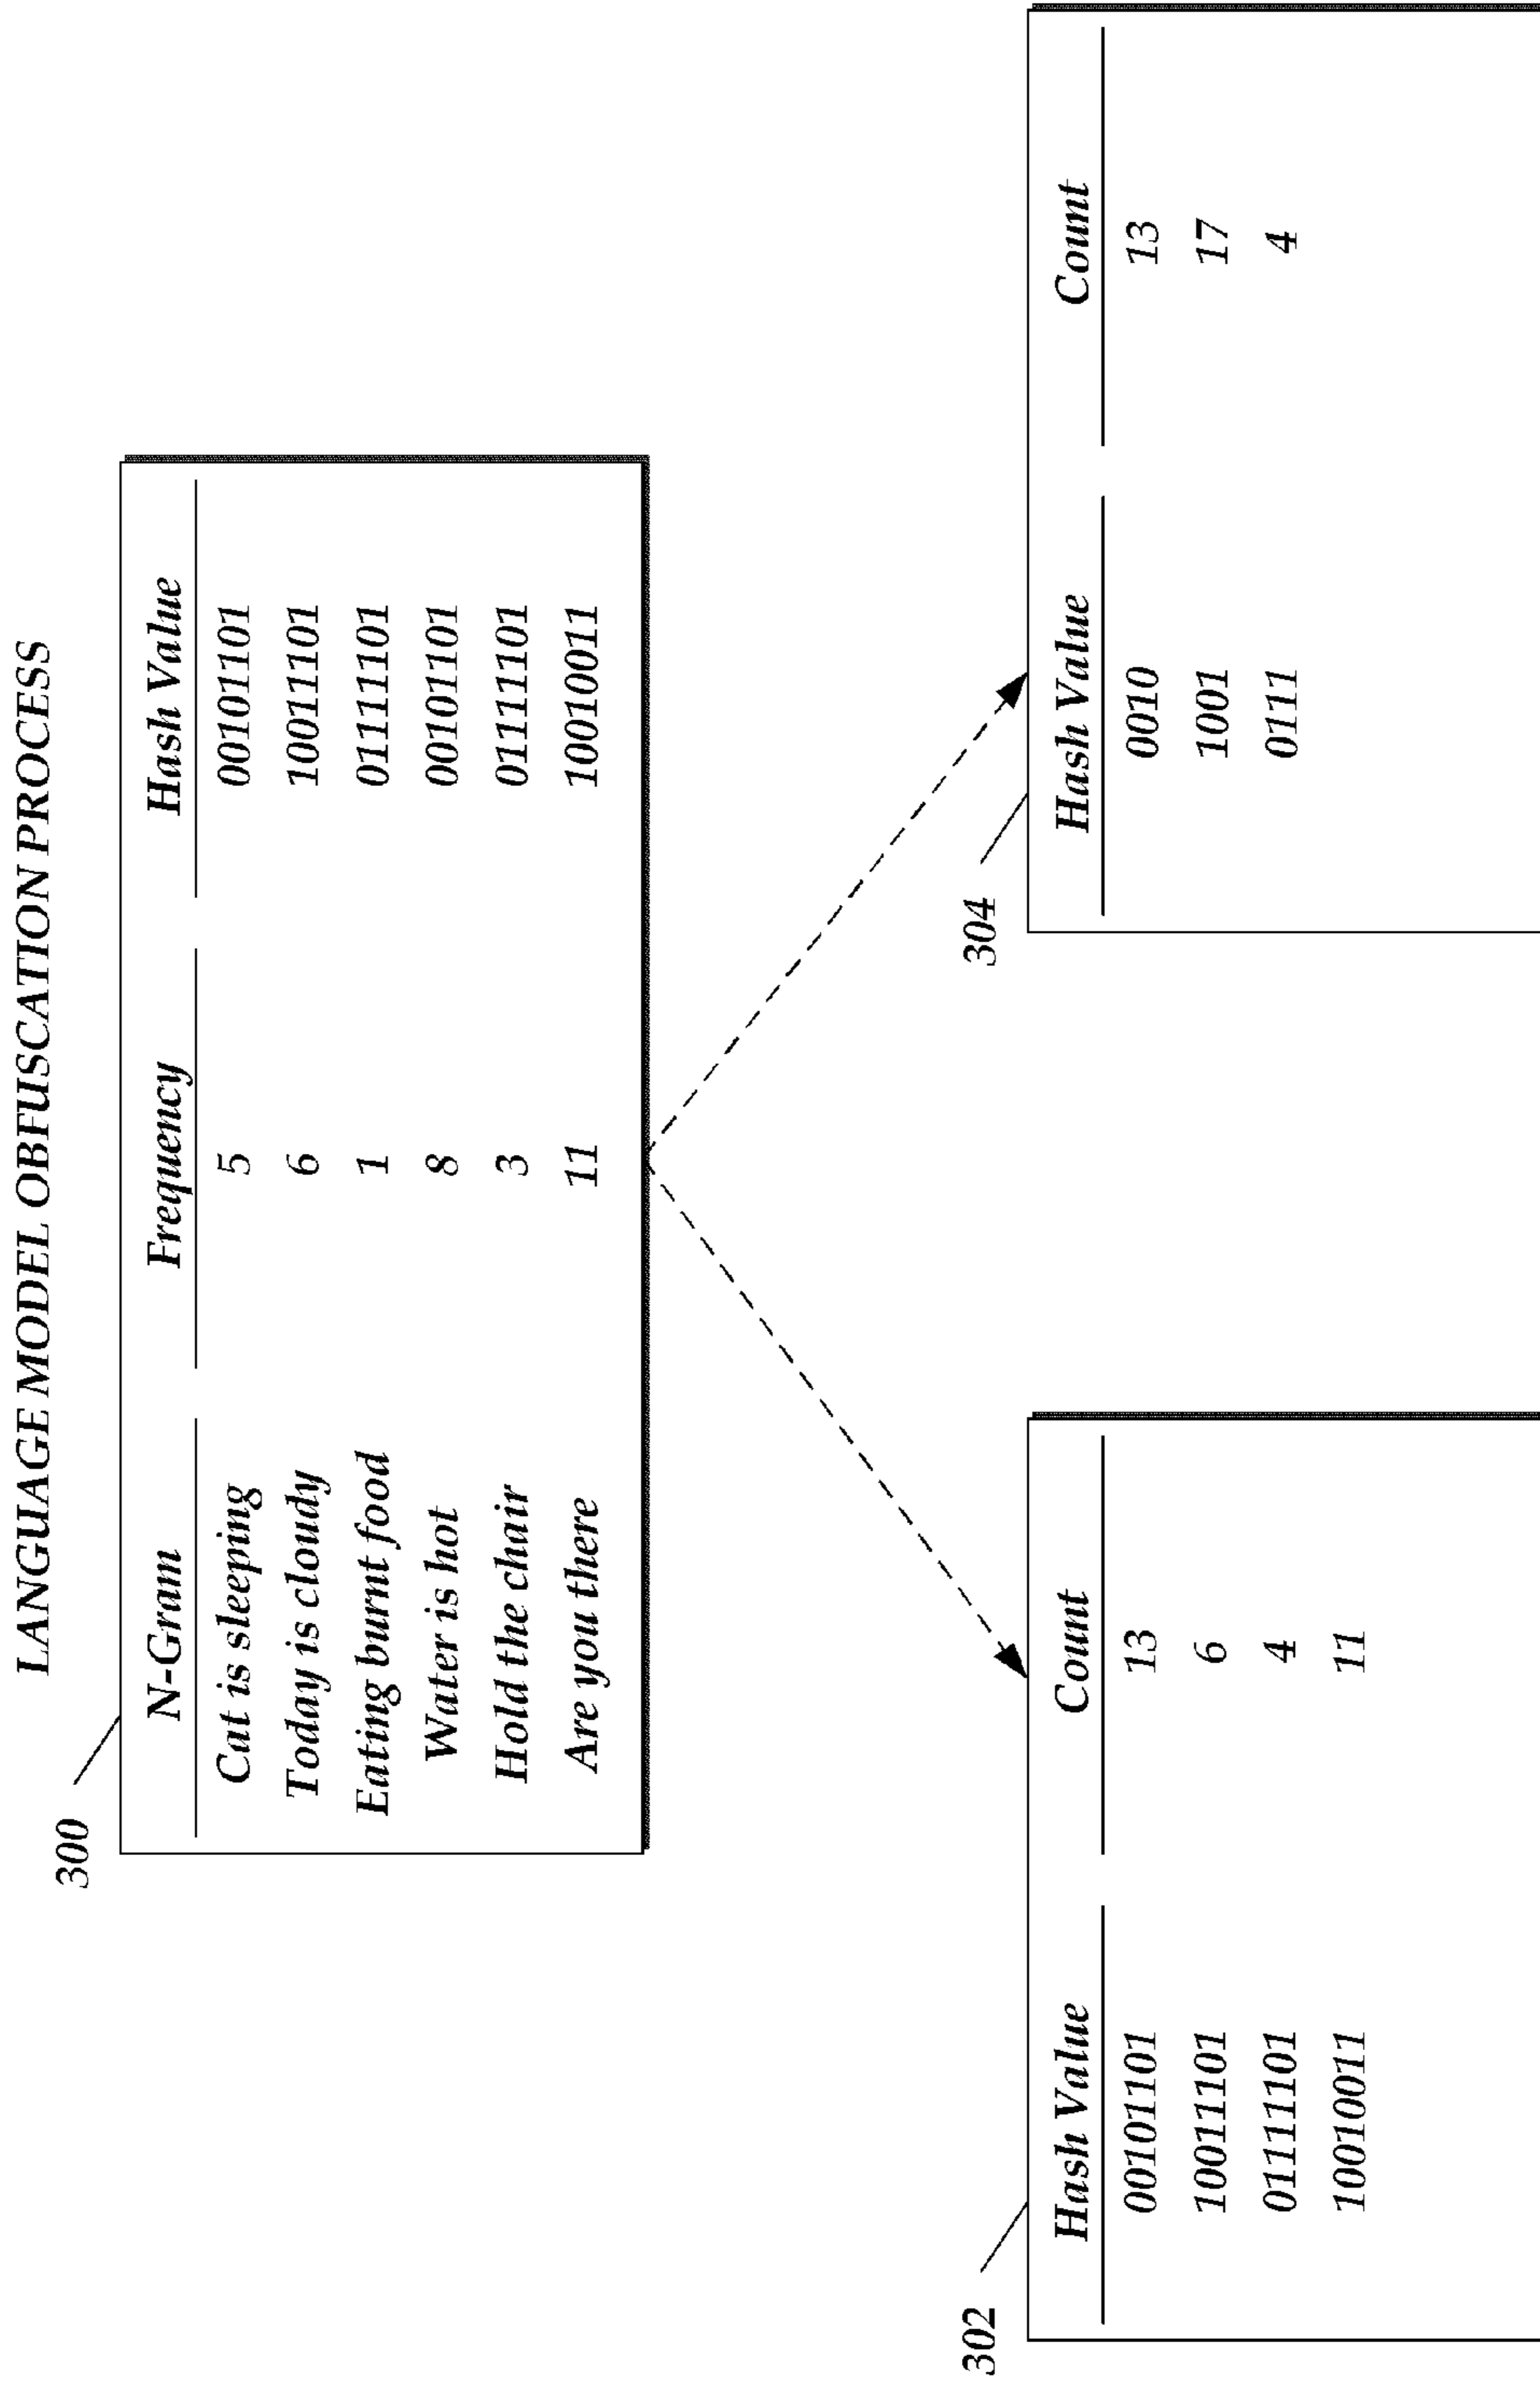 LANGUAGE MODEL OBFUSCATION PROCESS
300
N-Gram Frequency Hash Value
Cat is sleeping 5 00101101
Today is cloudy 6 10011101
Eating burnt food 1 01111101
Water is hot 8 00101101
Hold the chair 3 01111101
Are you there 11 10010011
302
Hash Value Count
00101101 13
10011101 6
01111101 4
10010011 11
304
Hash Value Count
0010 13
1001 17
0111 4